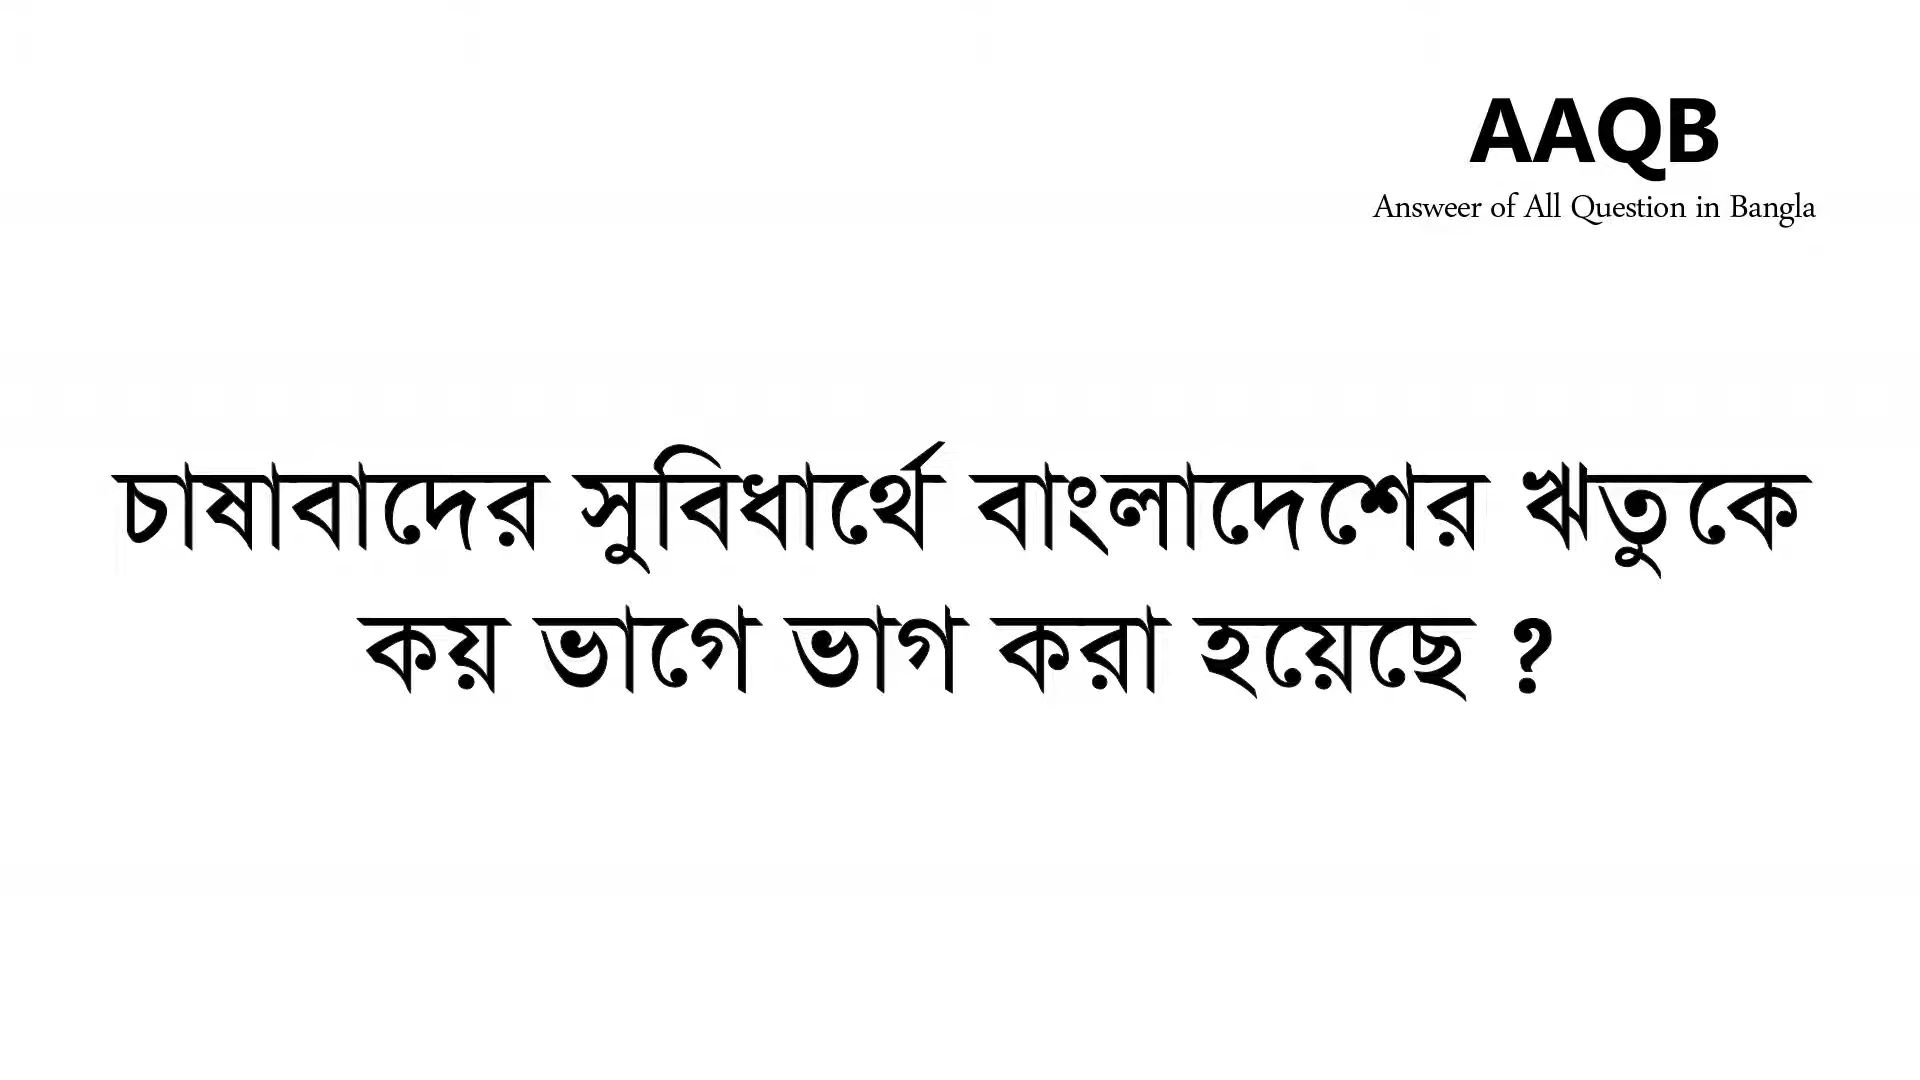 AAQB
Answeer of All Question in Bangla
চাষাবাদের সুবিধার্থে বাংলাদেশের ঋতুকে
কয় ভাগে ভাগ করা হয়েছে ?